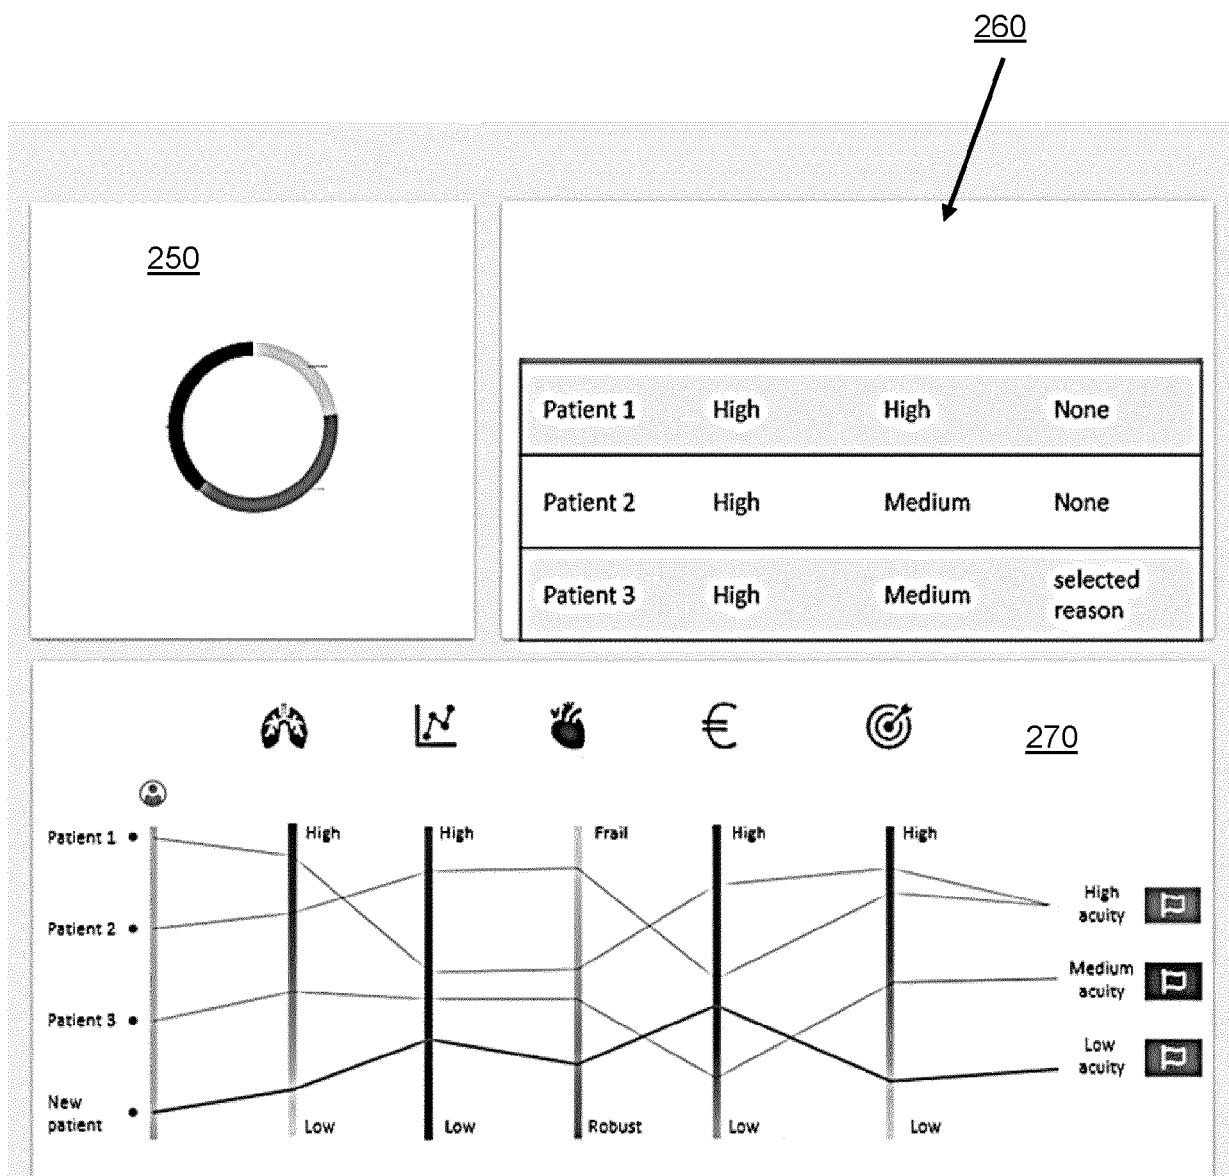 260
250
Patient 1 High High None
Patient 2 High Medium None
Patient 3 High Medium selected
reason
€
270
Patient 1 High High Frail High High
High
acuity
Patient 2
Medium
acuity
Patient 3
Low
acuity
New
patient Low Low Robust Low Low